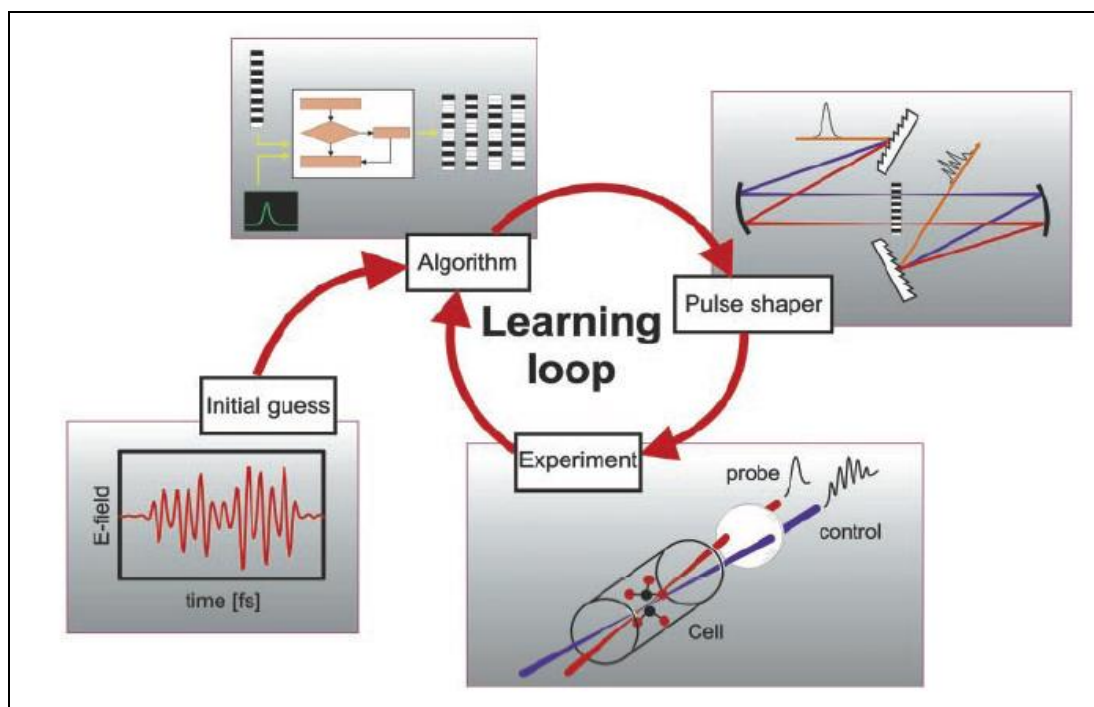 Algorithm
Pulse shaper
Learning
loop
Initial guess
Experiment
E-field
time [fs]
probe
control
Cell